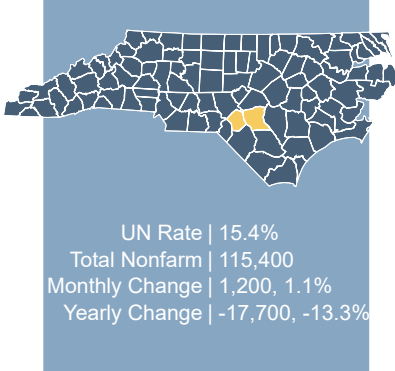 UN Rate | 15.4%
Total Nonfarm | 115,400
Monthly Change | 1,200, 1.1%
Yearly Change | -17,700, -13.3%